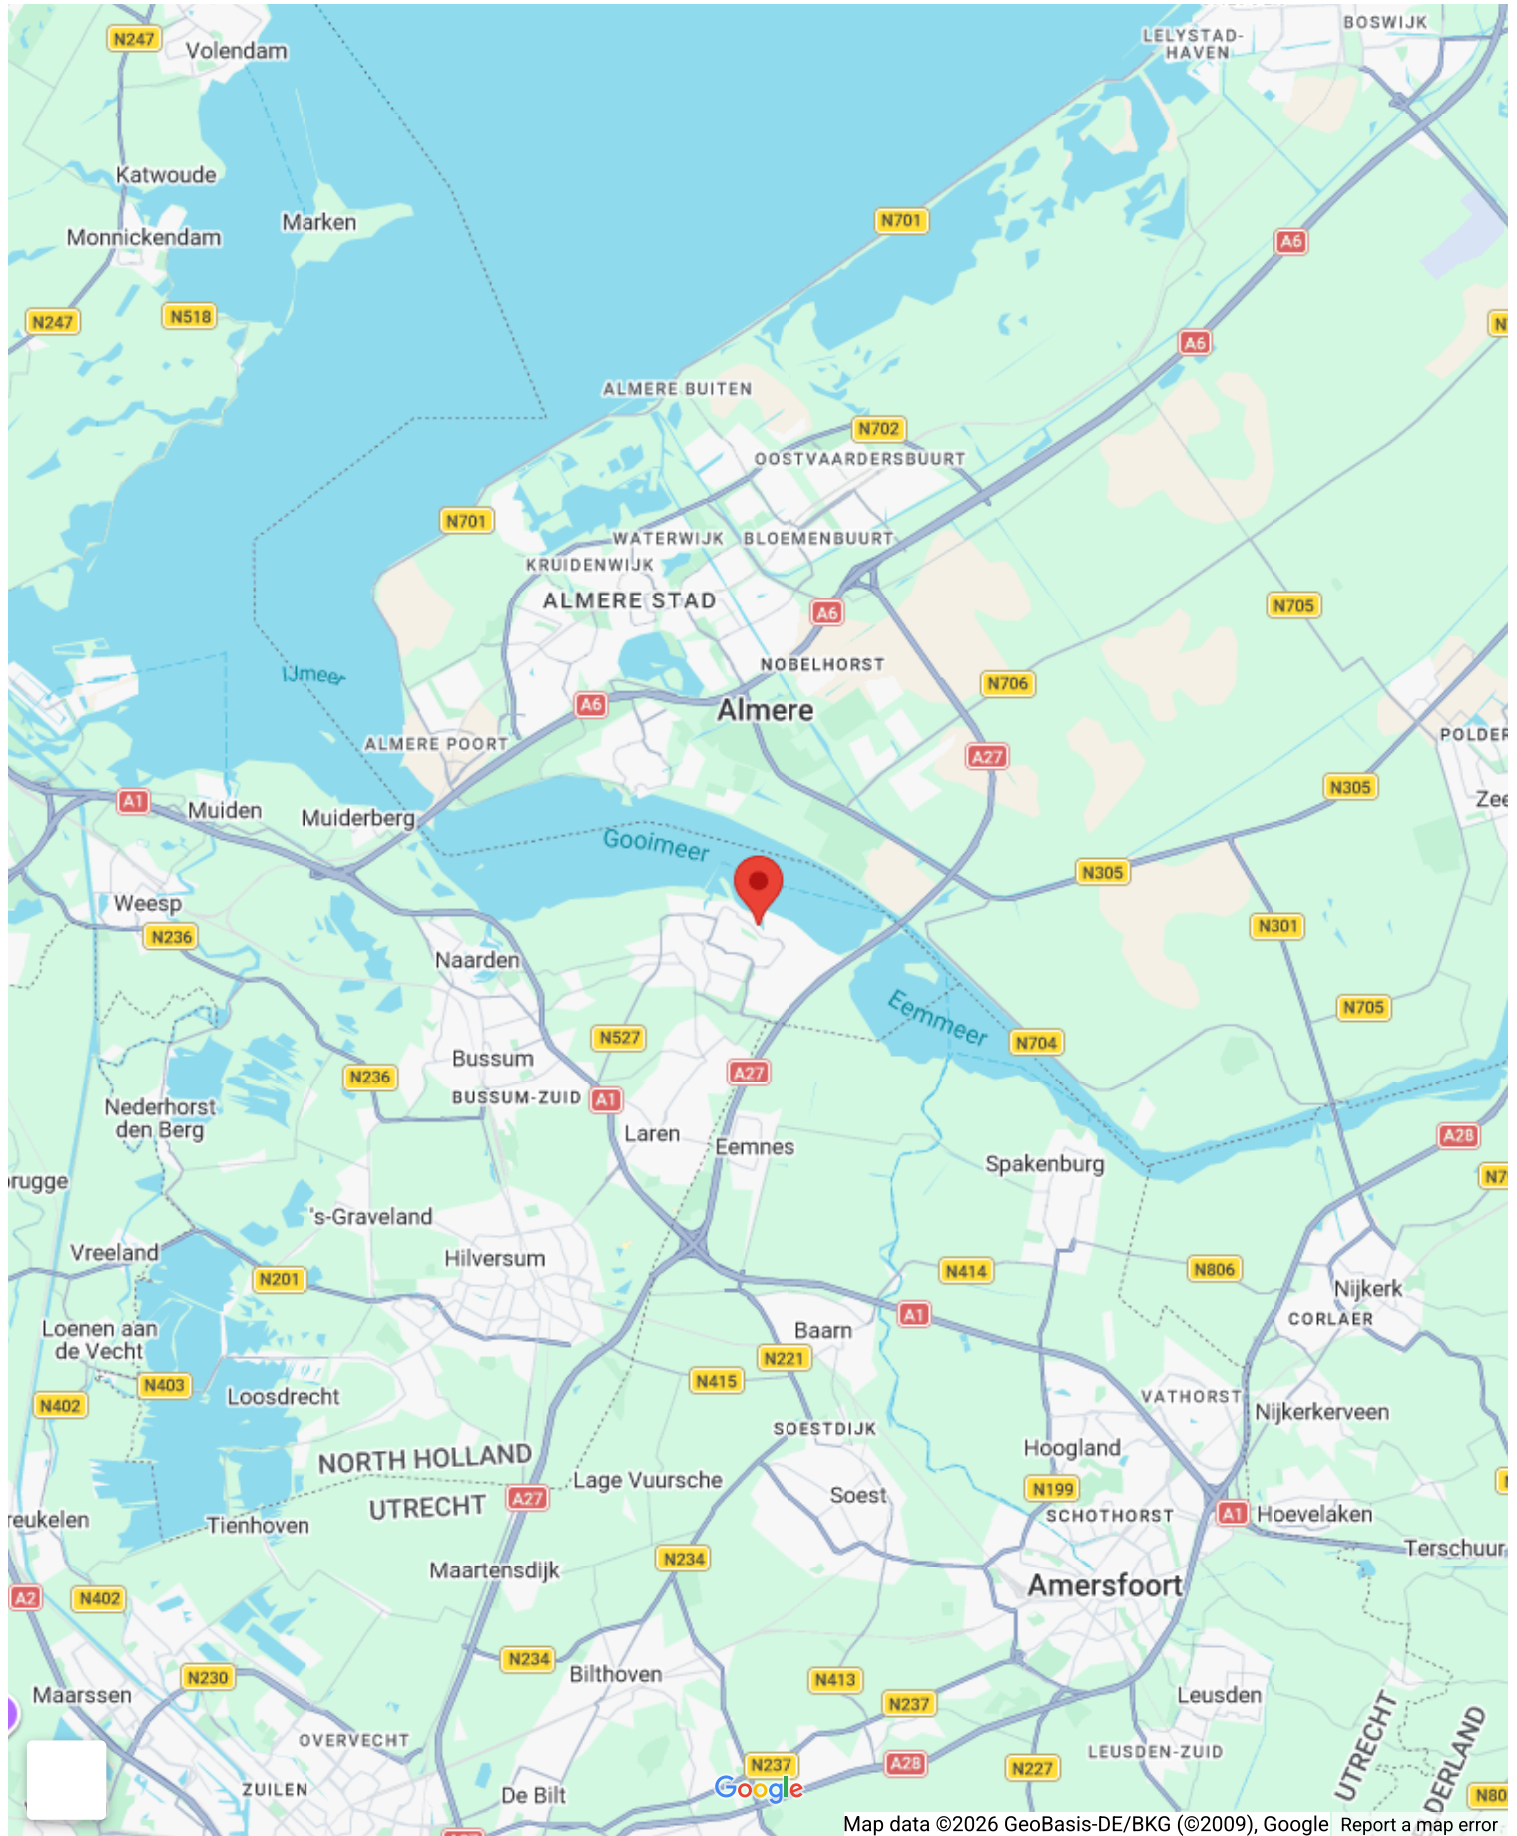 LELYSTAD-
HAVEN
BOSWIJK
N247
Volendam
Katwoude
Marken
Monnickendam
N701
A6
N247
N518
A6
ALMERE BUITEN
N702
OOSTVAARDERSBUURT
N701
WATERWIJK
BLOEMENBUURT
KRUIDENWIJK
ALMERE STAD
A6
N705
NOBELHORST
IJmeer
N706
A6
Almere
ALMERE POORT
A27
N305
A1
Muiden
Muiderberg
Gooimeer
N305
Weesp
N236
N301
Naarden
Eemmeer
N705
N527
N704
Bussum
A27
N236
BUSSUM-ZUID
A1
Nederhorst
den Berg
Laren
Eemnes
A28
Spakenburg
's-Graveland
Vreeland
Hilversum
N201
N414
N806
Nijkerk
A1
CORLAER
Loenen aan
de Vecht
Baarn
N221
N403
N415
Loosdrecht
VATHORST
N402
Nijkerkerveen
SOESTDIJK
Hoogland
NORTH HOLLAND
Lage Vuursche
N199
Soest
UTRECHT
A27
SCHOTHORST
A1
Hoevelaken
Tienhoven
Terschuur
N234
Maartensdijk
Amersfoort
A2
N402
N234
Bilthoven
N230
N413
Maarssen
N237
Leusden
UTRECHT
OVERVECHT
LEUSDEN-ZUID
N237
A28
N227
ZUILEN
De Bilt
Google
Map data ©2026 GeoBasis-DE/BKG (©2009), Google
Report a map error